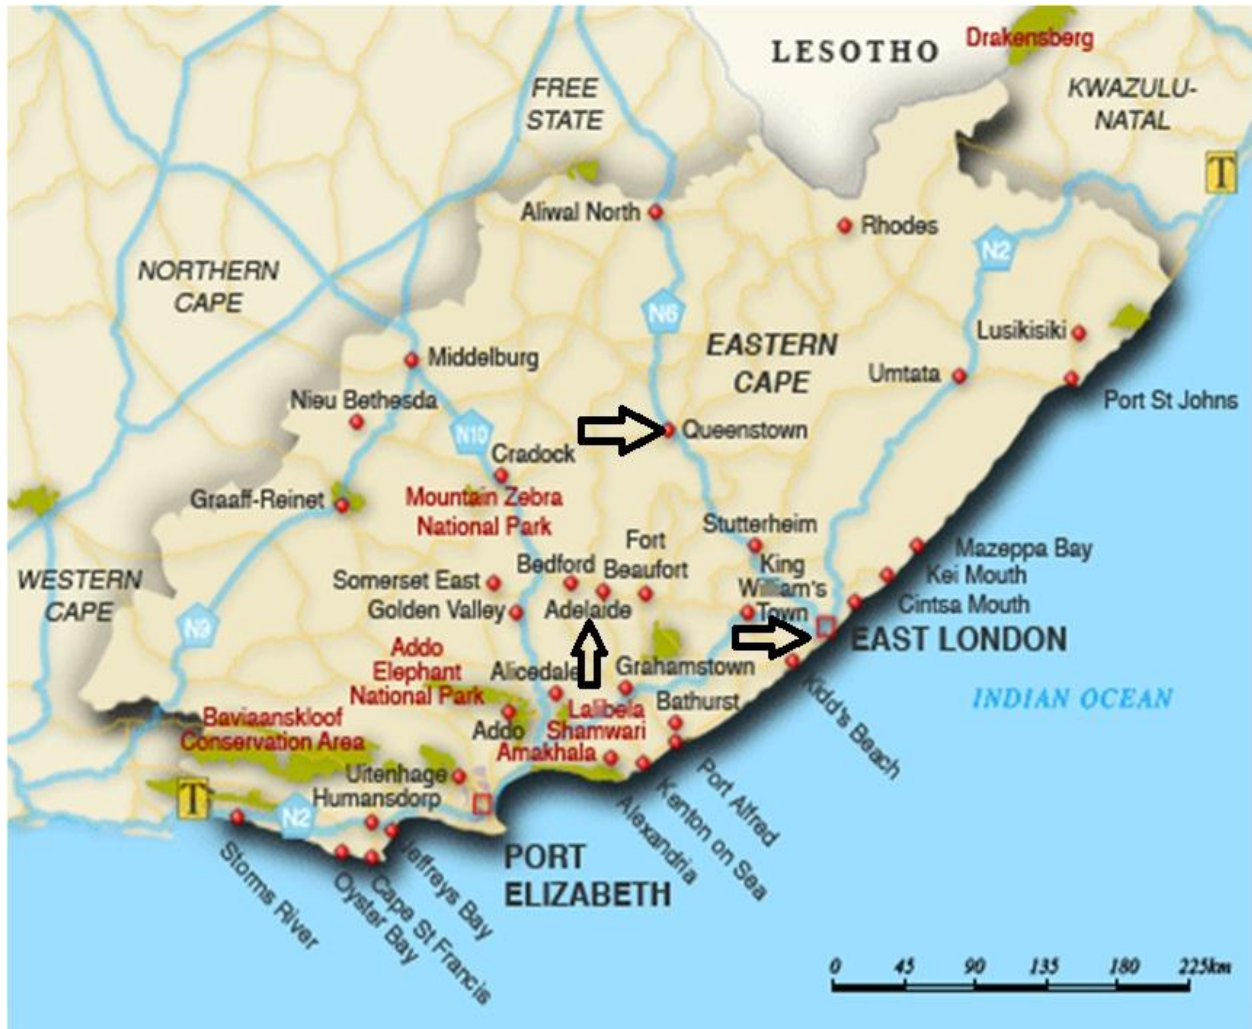 LESOTHO
Drakensberg
FREE
STATE
KWAZULU-
NATAL
T
Aliwal North
Rhodes
N2
NORTHERN
CAPE
N6
Lusikisiki
EASTERN
CAPE
Middelburg
Umtata
Port St Johns
Nieu Bethesda
N10
Queenstown
Cradock
Graaff-Reinet
Mountain Zebra
National Park
Stutterheim
Fort
Beaufort
Mazeppa Bay
WESTERN
CAPE
Somerset East
Bedford
King
William's
Town
Kei Mouth
Golden Valley
Adelaide
Cintsa Mouth
N9
EAST LONDON
Addo
Elephant
National Park
Alicedale
Grahamstown
Kidd's Beach
INDIAN OCEAN
Baviaanskloof
Conservation Area
Addo
Lalibela
Shamwari
Amakhala
Bathurst
Uitenhage
Humansdorp
T
N2
Port Alfred
Kenton on Sea
Alexandria
PORT
ELIZABETH
Storms River
Oyster Bay
Cape St Francis
Jeffreys Bay
0 45 90 135 180 225km